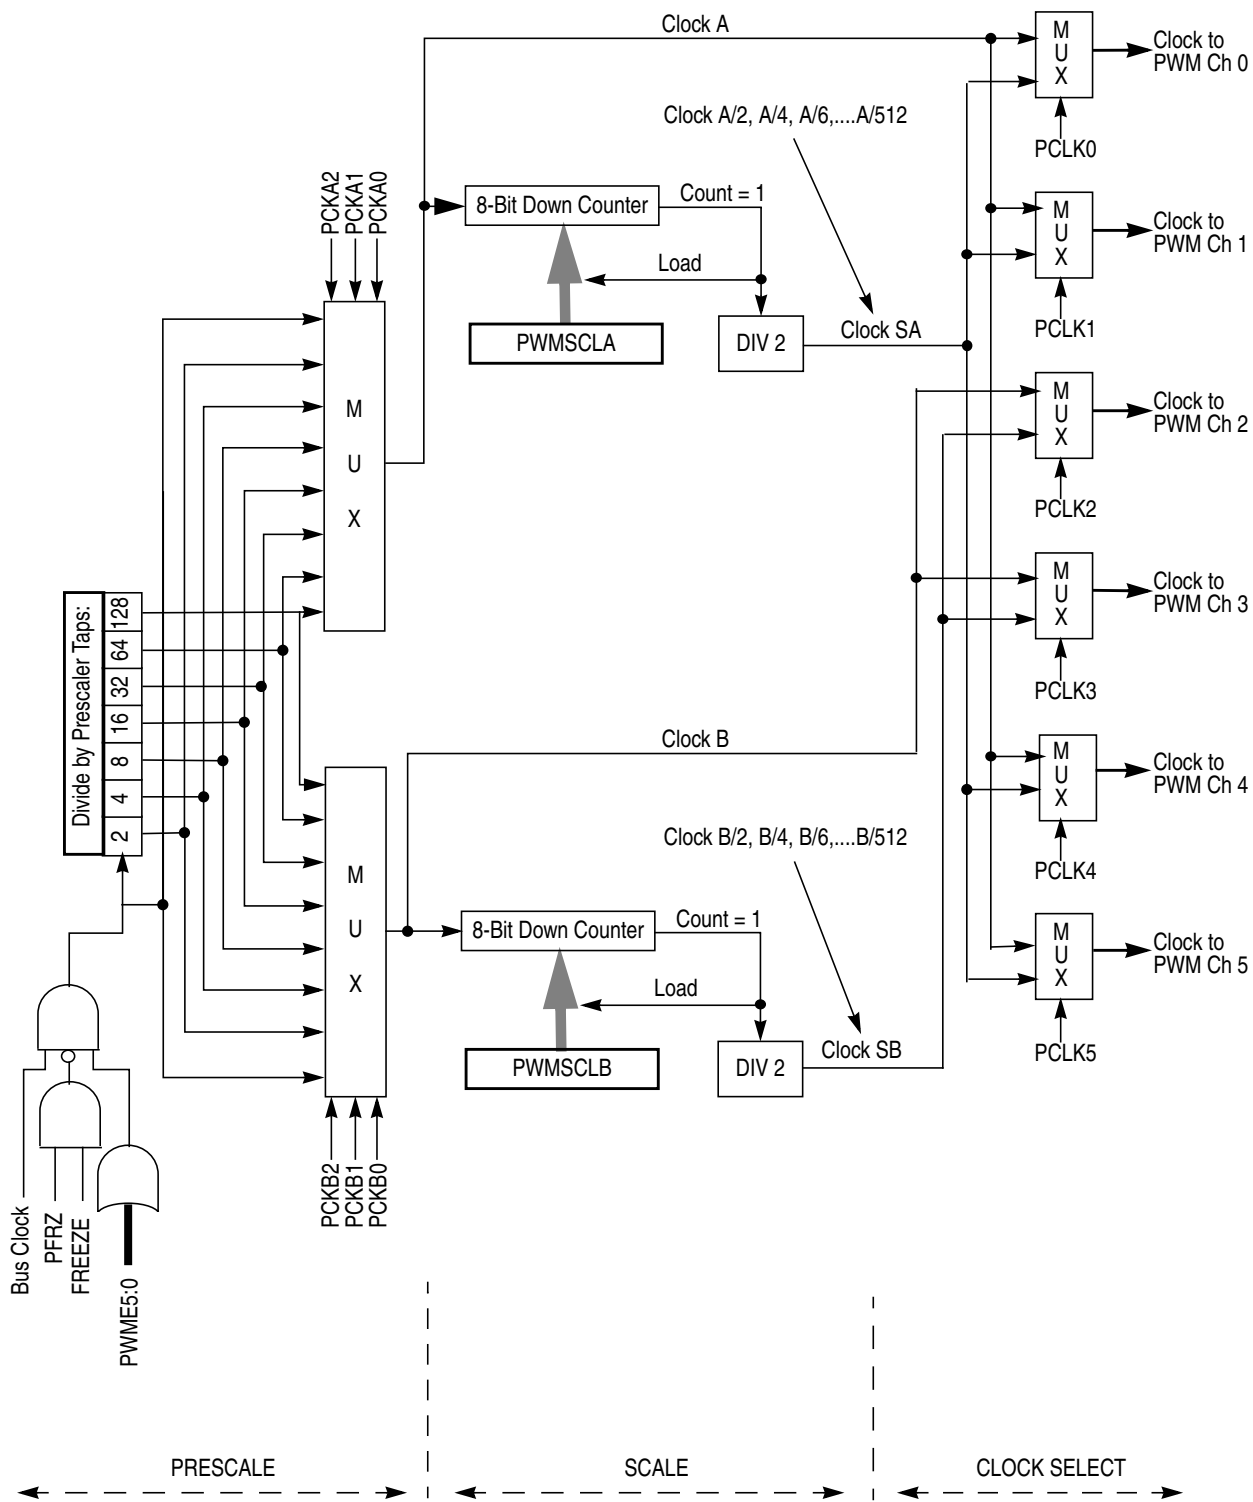 Clock A
M
U
X
Clock to
PWM Ch 0
PCLK0
Clock A/2, A/4, A/6,....A/512
PCKA2
PCKA1
PCKA0
8-Bit Down Counter
Count = 1
Load
PWMSCLA
DIV 2
Clock SA
M
U
X
Clock to
PWM Ch 1
PCLK1
M
U
X
M
U
X
Clock to
PWM Ch 2
PCLK2
M
U
X
Clock to
PWM Ch 3
PCLK3
Divide by Prescaler Taps:
128
64
32
16
8
4
2
Clock B
M
U
X
Clock to
PWM Ch 4
PCLK4
Clock B/2, B/4, B/6,....B/512
M
U
X
8-Bit Down Counter
Count = 1
Load
PWMSCLB
DIV 2
Clock SB
M
U
X
Clock to
PWM Ch 5
PCLK5
PCKB2
PCKB1
PCKB0
Bus Clock
PFRZ
FREEZE
PWME5:0
PRESCALE
SCALE
CLOCK SELECT